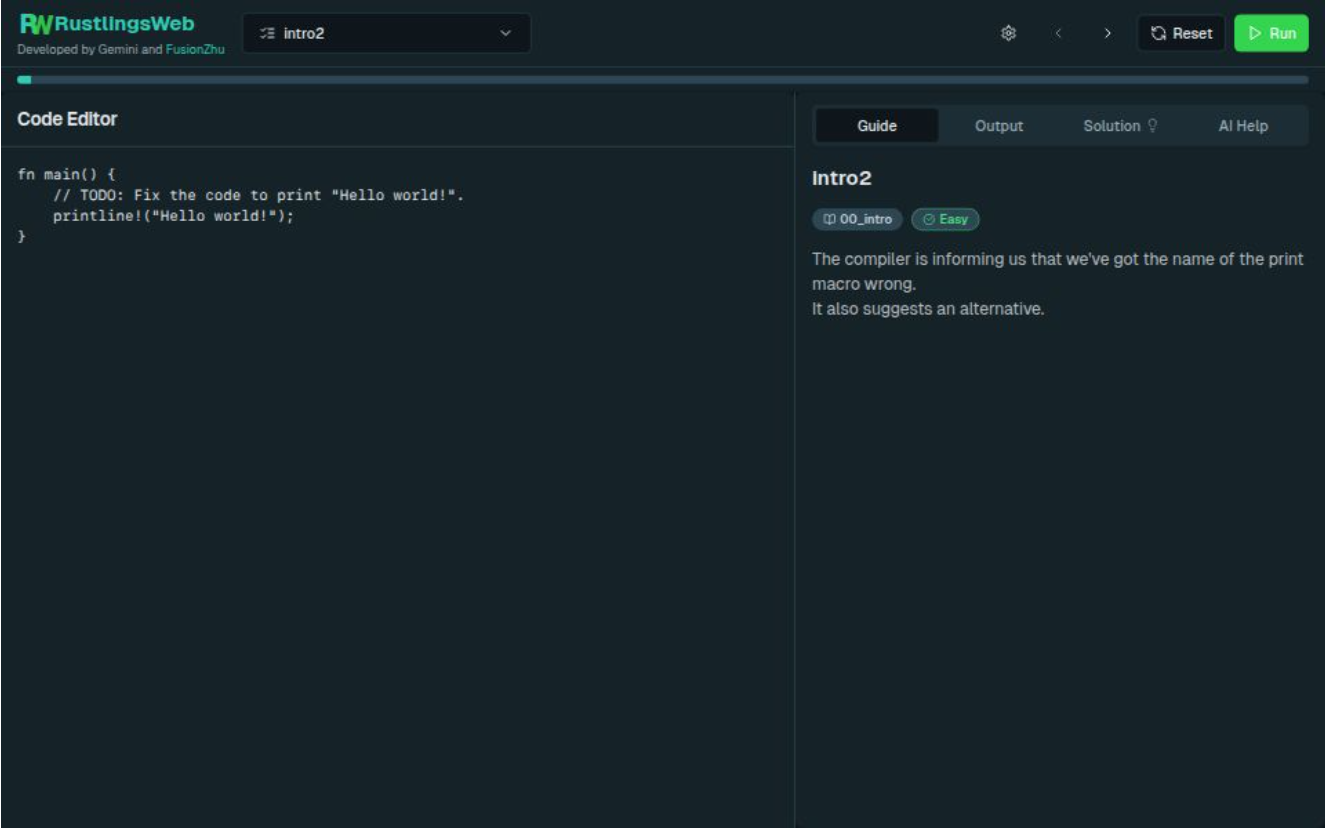 RW RustlingsWeb
Developed by Gemini and FusionZhu
intro2
Reset
Run
Code Editor
fn main() {
    // TODO: Fix the code to print "Hello world!".
    printline!("Hello world!");
}
Guide
Output
Solution
AI Help
Intro2
00_intro
Easy
The compiler is informing us that we've got the name of the print
macro wrong.
It also suggests an alternative.